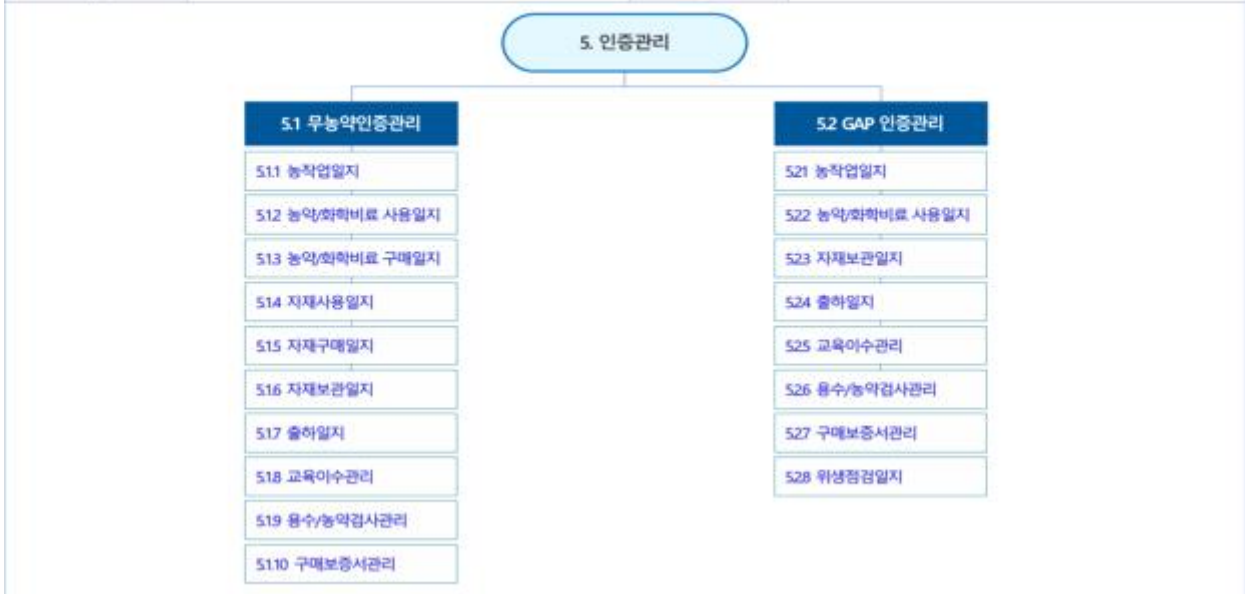 5. 인증관리
5.1 무농약인증관리
5.1.1 농작업일지
5.1.2 농약/화학비료 사용일지
5.1.3 농약/화학비료 구매일지
5.1.4 자재사용일지
5.1.5 자재구매일지
5.1.6 자재보관일지
5.1.7 출하일지
5.1.8 교육이수관리
5.1.9 용수/농약검사관리
5.1.10 구매보증서관리
5.2 GAP 인증관리
5.2.1 농작업일지
5.2.2 농약/화학비료 사용일지
5.2.3 자재보관일지
5.2.4 출하일지
5.2.5 교육이수관리
5.2.6 용수/농약검사관리
5.2.7 구매보증서관리
5.2.8 위생점검일지